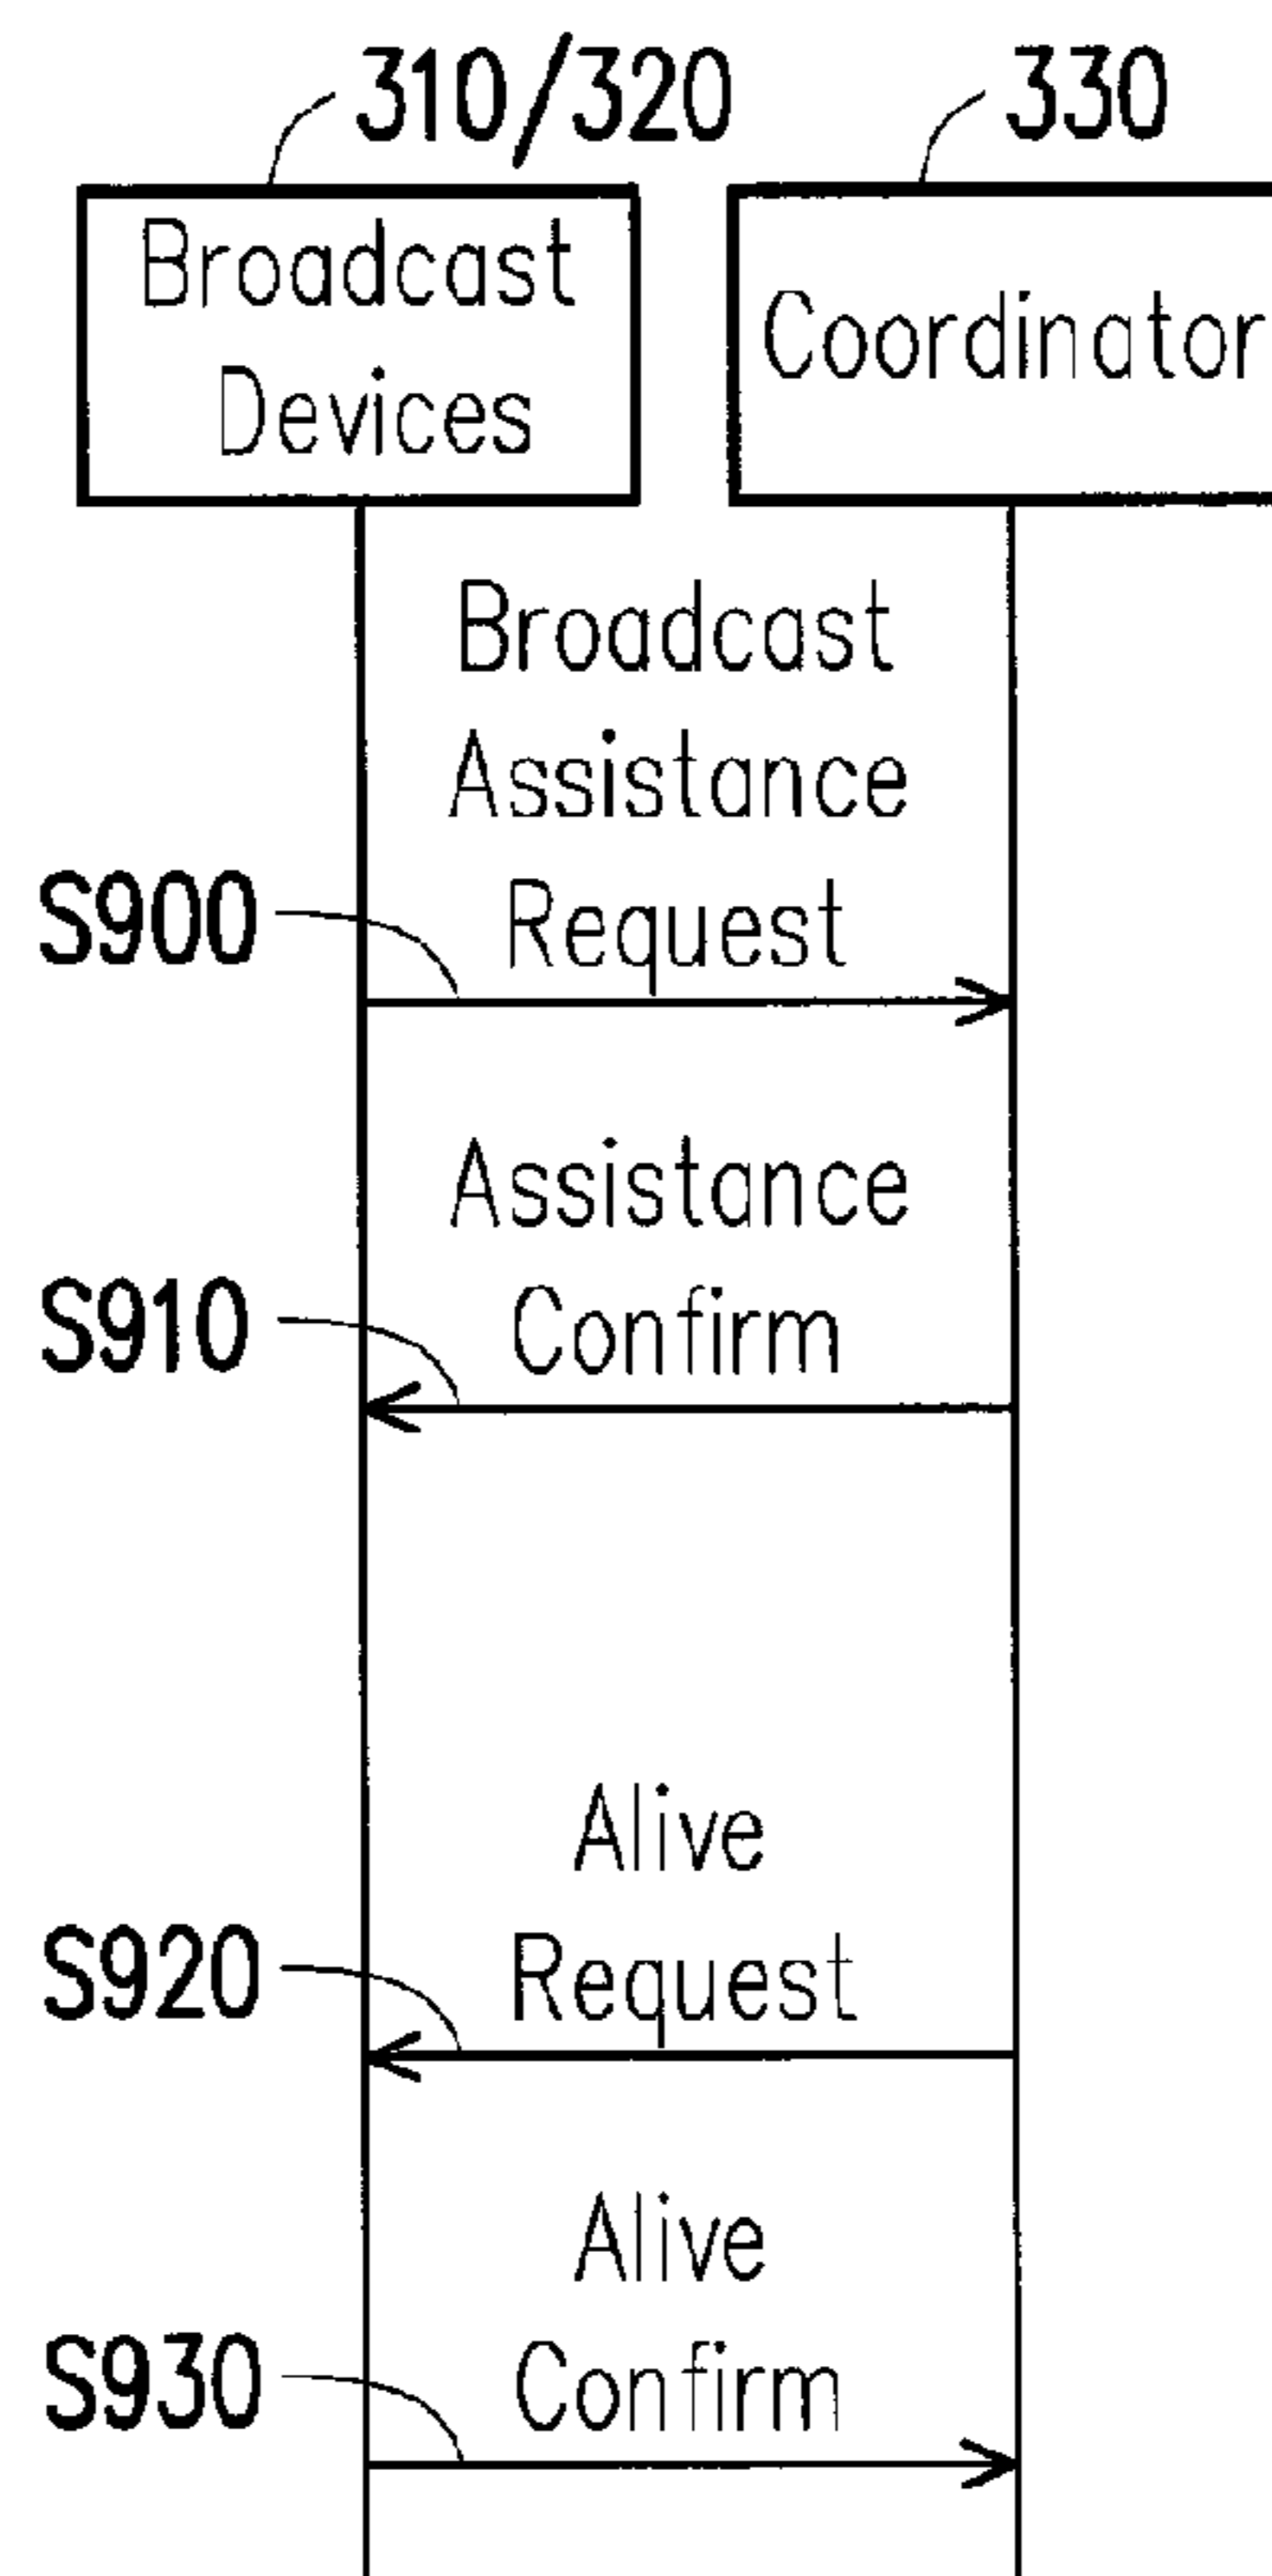 310/320
330
Broadcast
Devices
Coordinator
Broadcast
Assistance
Request
S900
Assistance
Confirm
S910
Alive
Request
S920
Alive
Confirm
S930